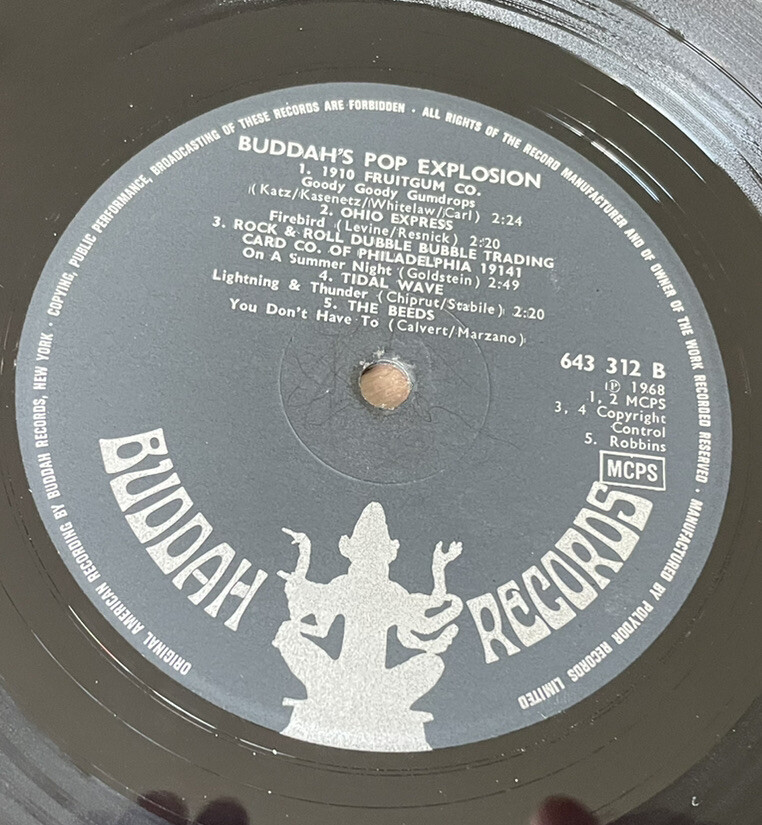 ORIGINAL AMERICAN RECORDING BY BUDDAH RECORDS, NEW YORK · COPYING, PUBLIC PERFORMANCE, BROADCASTING OF THESE RECORDS ARE FORBIDDEN · ALL RIGHTS OF THE RECORD MANUFACTURER AND OF OWNER OF THE WORK RECORDED RESERVED · MANUFACTURED BY POLYDOR RECORDS LIMITED
BUDDAH'S POP EXPLOSION
1. 1910 FRUITGUM CO.
Goody Goody Gumdrops
(Katz/Kasenetz/Whitelaw/Carl) 2:24
2. OHIO EXPRESS
Firebird (Levine/Resnick) 2:20
3. ROCK & ROLL DUBBLE BUBBLE TRADING
CARD CO. OF PHILADELPHIA 19141
On A Summer Night (Goldstein) 2:49
4. TIDAL WAVE
Lightning & Thunder (Chiprut/Stabile) 2:20
5. THE BEEDS
You Don't Have To (Calvert/Marzano)
643 312 B
℗ 1968
1, 2 MCPS
3, 4 Copyright
Control
5. Robbins
MCPS
BUDDAH RECORDS